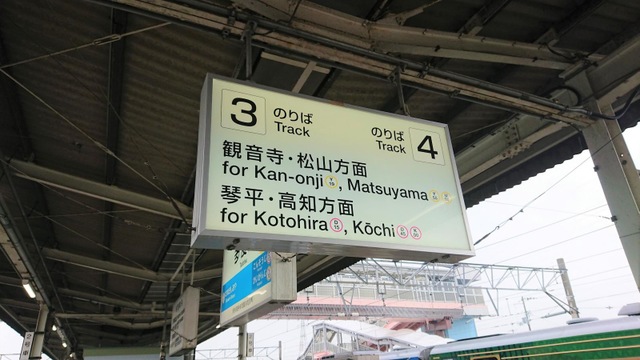 3 のりば
Track
のりば 4
Track
観音寺・松山方面
for Kan-onji, Matsuyama
琴平・高知方面
for Kotohira, Kōchi